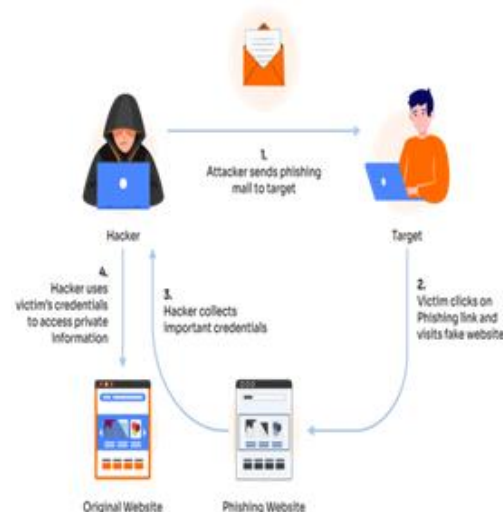 1.
Attacker sends phishing
mail to target
Hacker
Target
4.
Hacker uses
victim's credentials
to access private
Information
3.
Hacker collects
important credentials
2.
Victim clicks on
Phishing link and
visits fake website
Original Website
Phishing Website